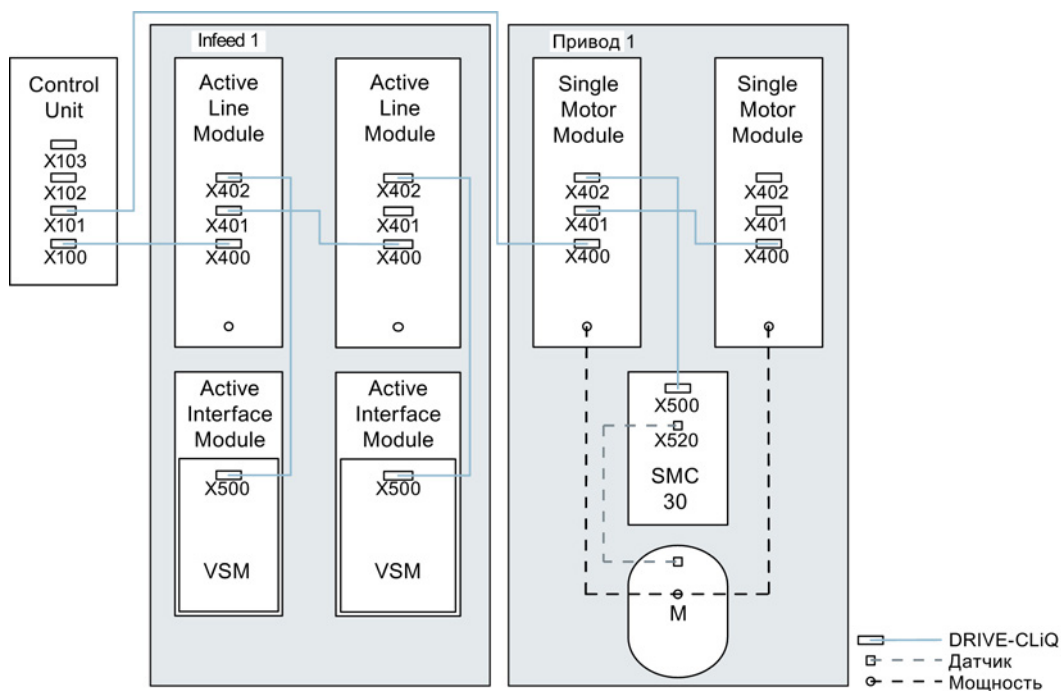 Infeed 1
Привод 1
Control
Unit
X103
X102
X101
X100
Active
Line
Module
X402
X401
X400
Active
Line
Module
X402
X401
X400
Single
Motor
Module
X402
X401
X400
Single
Motor
Module
X402
X401
X400
Active
Interface
Module
X500
VSM
Active
Interface
Module
X500
VSM
X500
X520
SMC
30
M
DRIVE-CLiQ
Датчик
Мощность